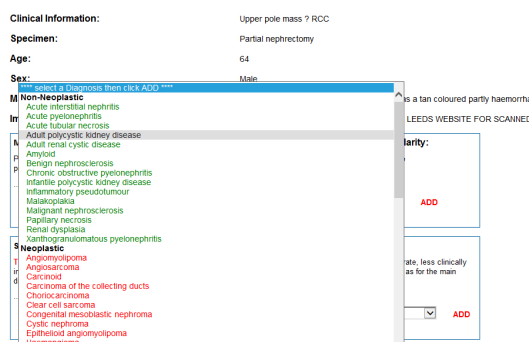 Clinical Information: Upper pole mass ? RCC
Specimen: Partial nephrectomy
Age: 64
Sex: Male
**** select a Diagnosis then click ADD ****
Non-Neoplastic
Acute interstitial nephritis
Acute pyelonephritis
Acute tubular necrosis
Adult polycystic kidney disease
Adult renal cystic disease
Amyloid
Benign nephrosclerosis
Chronic obstructive pyelonephritis
Infantile polycystic kidney disease
Inflammatory pseudotumour
Malakoplakia
Malignant nephrosclerosis
Papillary necrosis
Renal dysplasia
Xanthogranulomatous pyelonephritis
Neoplastic
Angiomyolipoma
Angiosarcoma
Carcinoid
Carcinoma of the collecting ducts
Choriocarcinoma
Clear cell sarcoma
Congenital mesoblastic nephroma
Cystic nephroma
Epithelioid angiomyolipoma
s a tan coloured partly haemorrha
LEEDS WEBSITE FOR SCANNED
larity:
ADD
rate, less clinically
as for the main
ADD